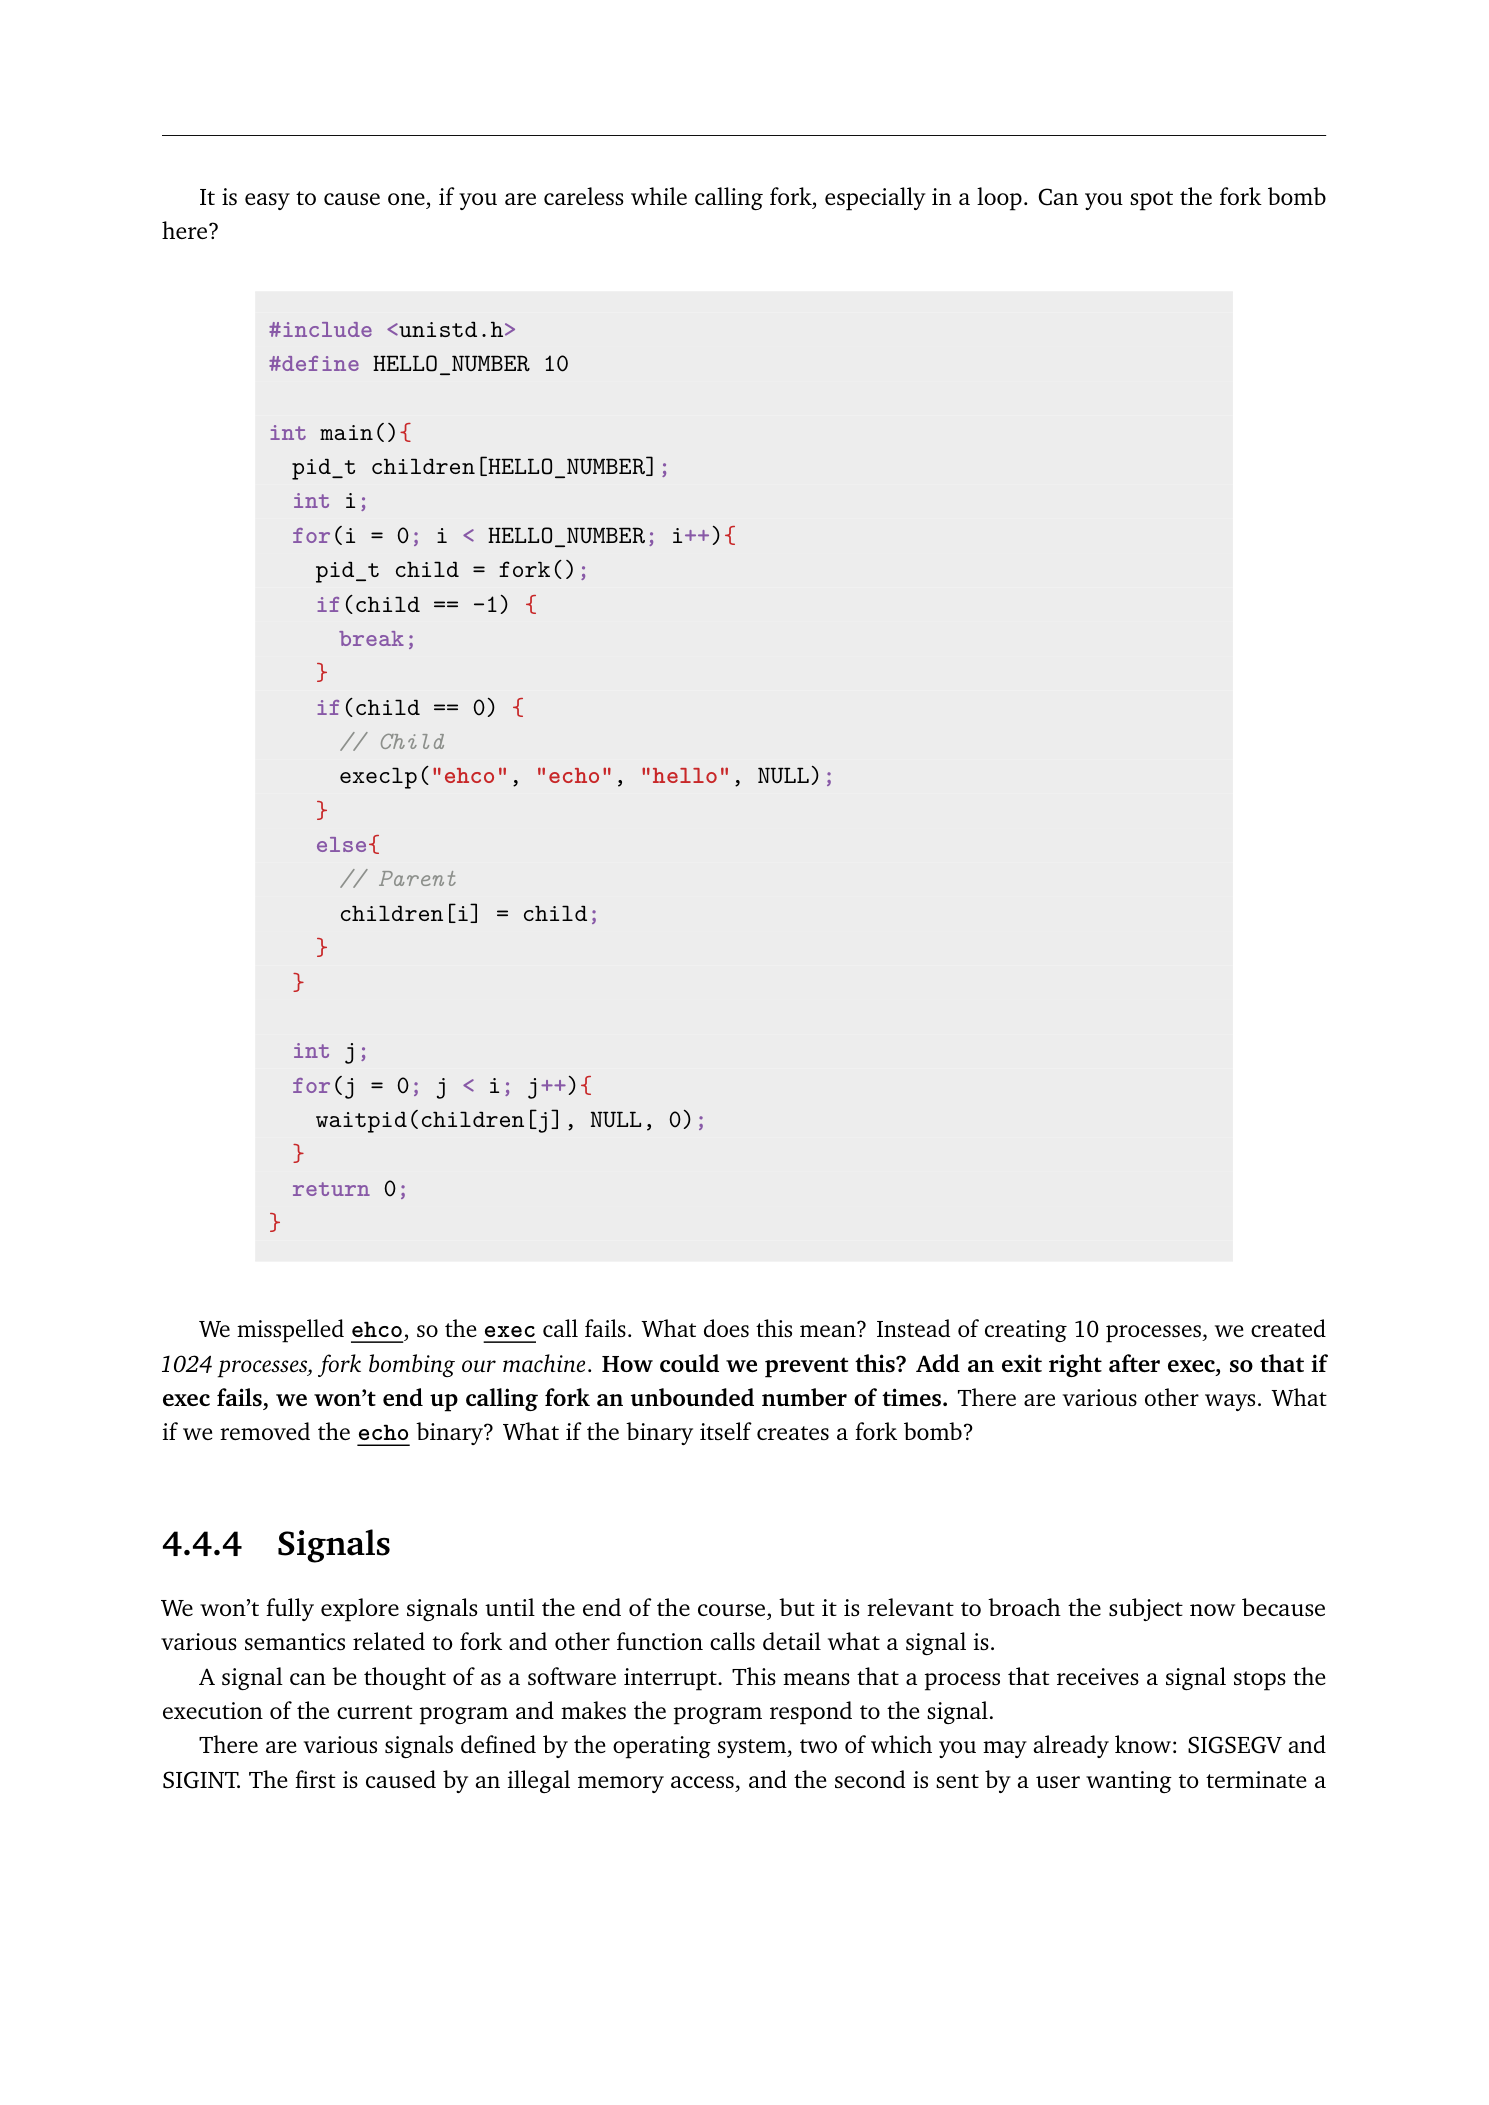 It is easy to cause one, if you are careless while calling fork, especially in a loop. Can you spot the fork bomb
here?
#include <unistd.h>
#define HELLO_NUMBER 10
int main(){
pid_t children[HELLO_NUMBER];
int i;
for(i = 0; i < HELLO_NUMBER; i++){
pid_t child = fork();
if(child == -1) {
break;
}
if(child == 0) {
// Child
execlp("ehco", "echo", "hello", NULL);
}
else{
// Parent
children[i] = child;
}
}
int j;
for(j = 0; j < i; j++){
waitpid(children[j], NULL, 0);
}
return 0;
}
We misspelled ehco, so the exec call fails. What does this mean? Instead of creating 10 processes, we created
1024 processes, fork bombing our machine. How could we prevent this? Add an exit right after exec, so that if
exec fails, we won’t end up calling fork an unbounded number of times. There are various other ways. What
if we removed the echo binary? What if the binary itself creates a fork bomb?
4.4.4 Signals
We won’t fully explore signals until the end of the course, but it is relevant to broach the subject now because
various semantics related to fork and other function calls detail what a signal is.
A signal can be thought of as a software interrupt. This means that a process that receives a signal stops the
execution of the current program and makes the program respond to the signal.
There are various signals defined by the operating system, two of which you may already know: SIGSEGV and
SIGINT. The first is caused by an illegal memory access, and the second is sent by a user wanting to terminate a